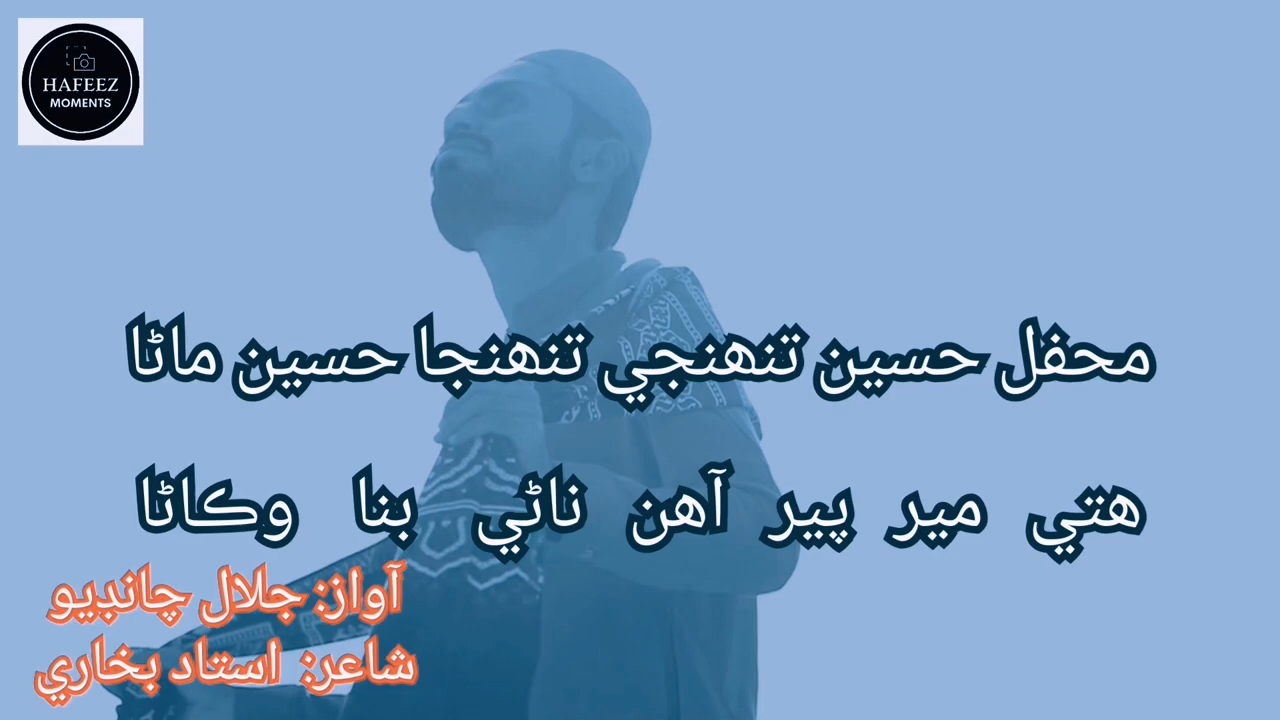 HAFEEZ
MOMENTS
محفل حسين تنهنجي تنهنجا حسين ماڻا
هتي مير پير آهن ناڻي بنا وڪاڻا
آواز: جلال چانڊيو
شاعر: استاد بخاري